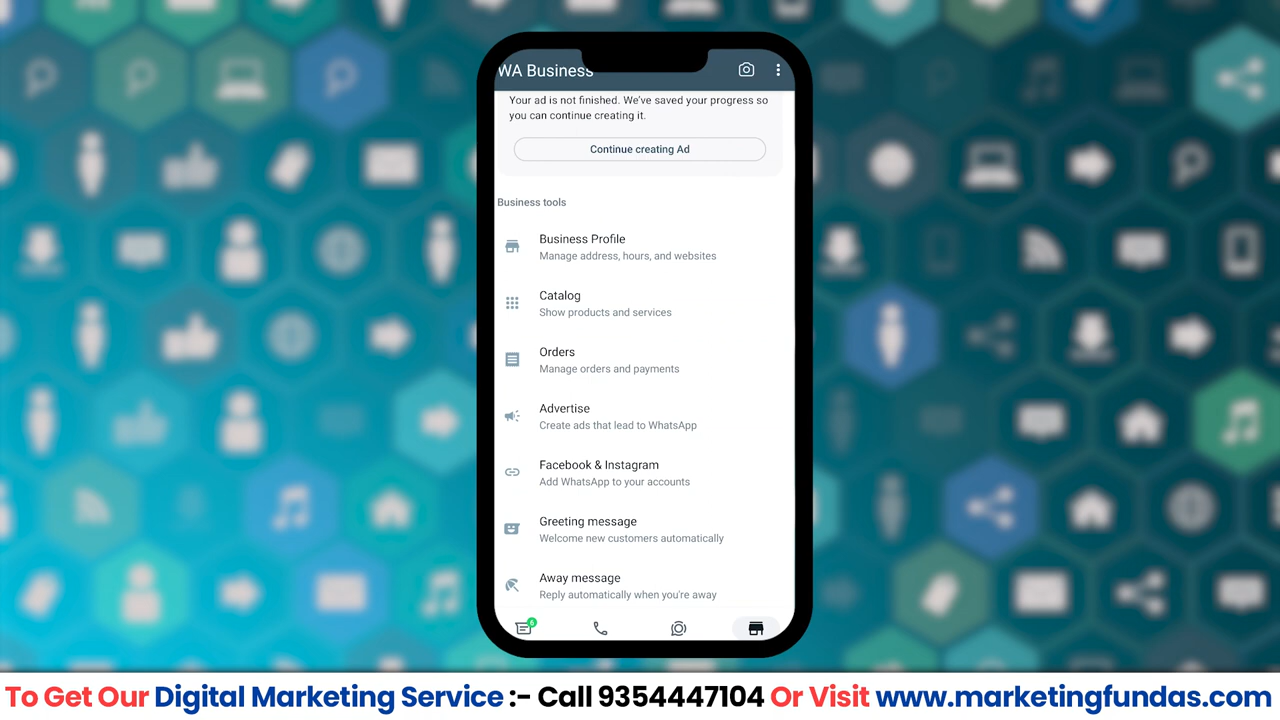 WA Business
Your ad is not finished. We've saved your progress so
you can continue creating it.
Continue creating Ad
Business tools
Business Profile
Manage address, hours, and websites
Catalog
Show products and services
Orders
Manage orders and payments
Advertise
Create ads that lead to WhatsApp
Facebook & Instagram
Add WhatsApp to your accounts
Greeting message
Welcome new customers automatically
Away message
Reply automatically when you're away
6
To Get Our Digital Marketing Service :- Call 9354447104 Or Visit www.marketingfundas.com